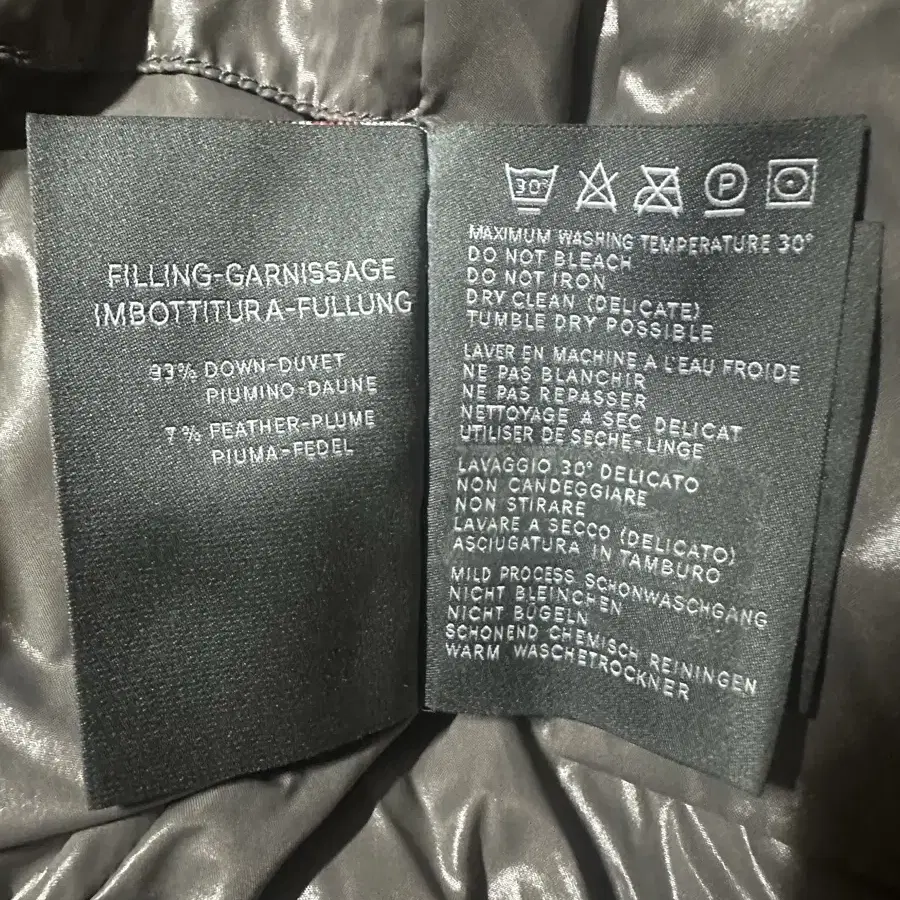 FILLING-GARNISSAGE
IMBOTTITURA-FULLUNG
93% DOWN-DUVET
PIUMINO-DAUNE
7% FEATHER-PLUME
PIUMA-FEDEL
30°
P
MAXIMUM WASHING TEMPERATURE 30°
DO NOT BLEACH
DO NOT IRON
DRY CLEAN (DELICATE)
TUMBLE DRY POSSIBLE
LAVER EN MACHINE A L'EAU FROIDE
NE PAS BLANCHIR
NE PAS REPASSER
NETTOYAGE A SEC DELICAT
UTILISER DE SECHE-LINGE
LAVAGGIO 30° DELICATO
NON CANDEGGIARE
NON STIRARE
LAVARE A SECCO (DELICATO)
ASCIUGATURA IN TAMBURO
MILD PROCESS SCHONWASCHGANG
NICHT BLEINCHEN
NICHT BÜGELN
SCHONEND CHEMISCH REININGEN
WARM WASCHETROCKNER